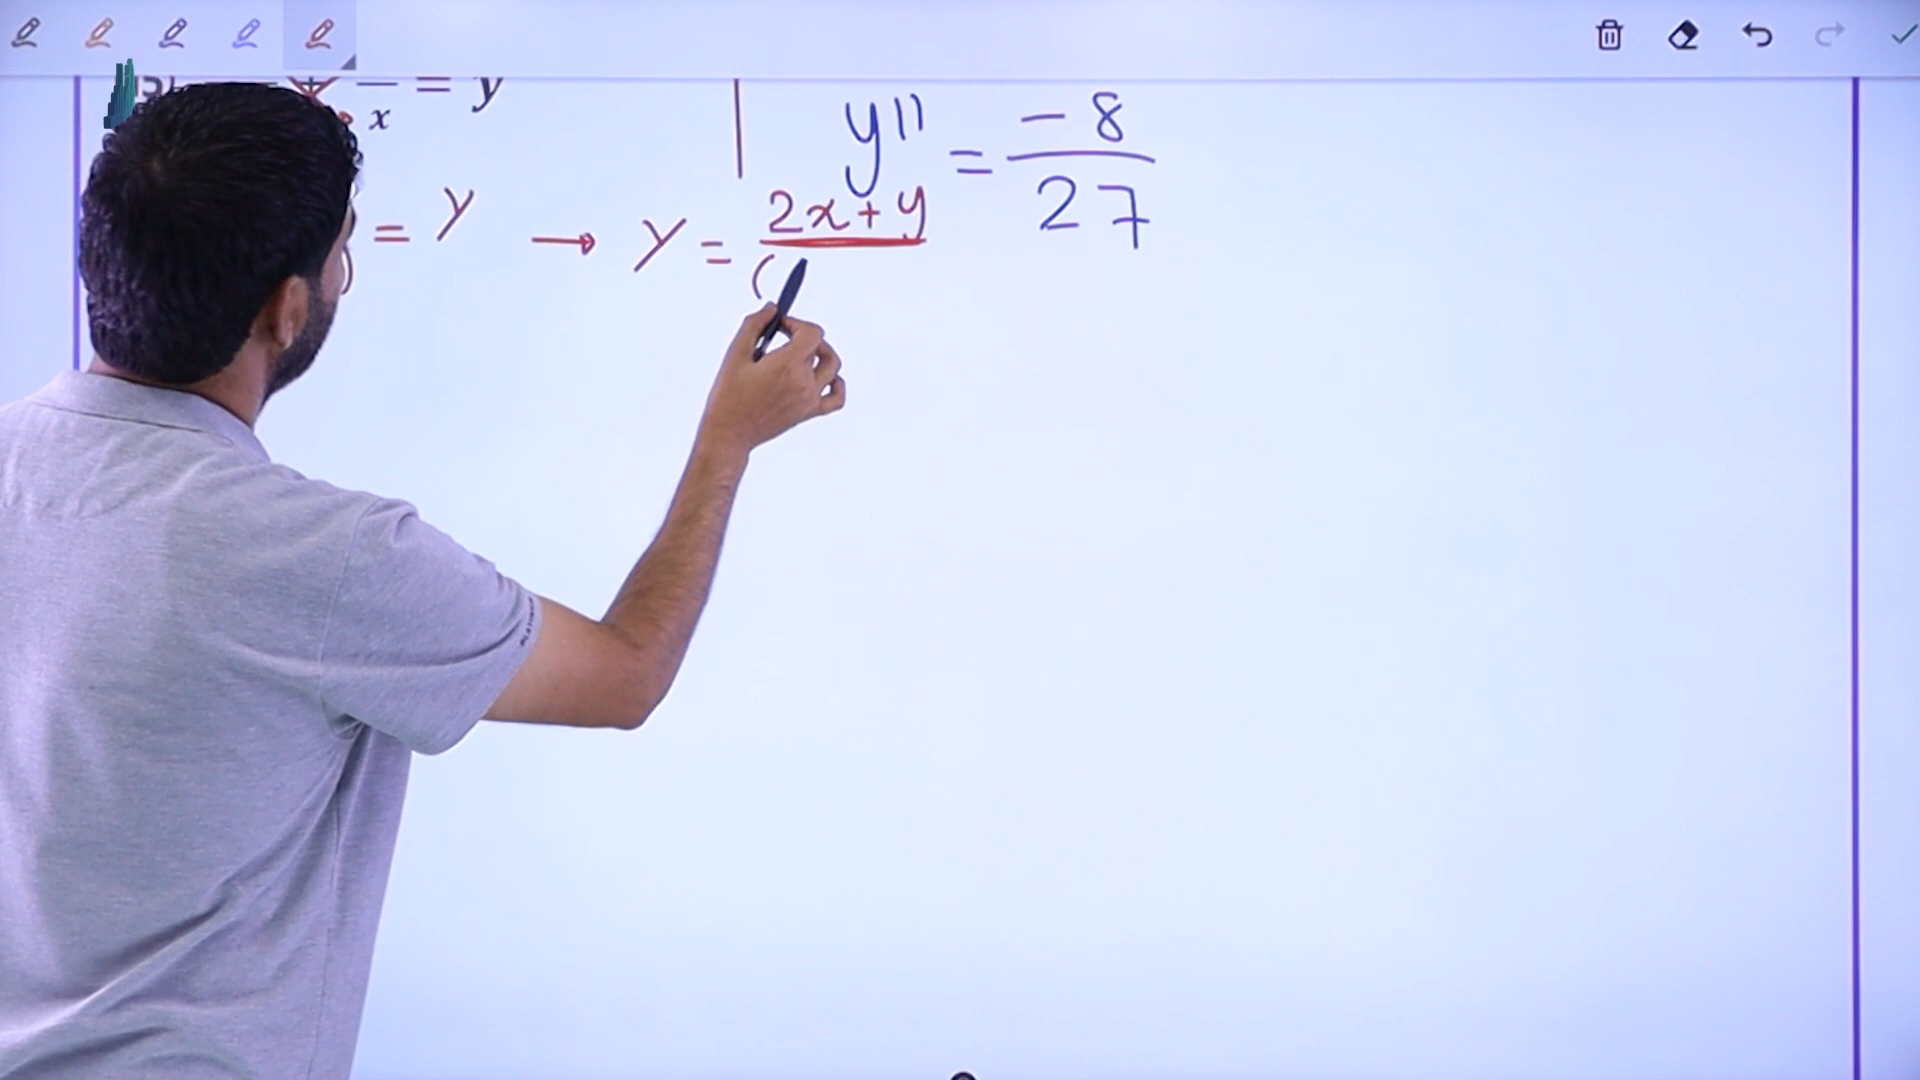 = y
x
y'' = -8/27
) = y → y = 2x+y
(